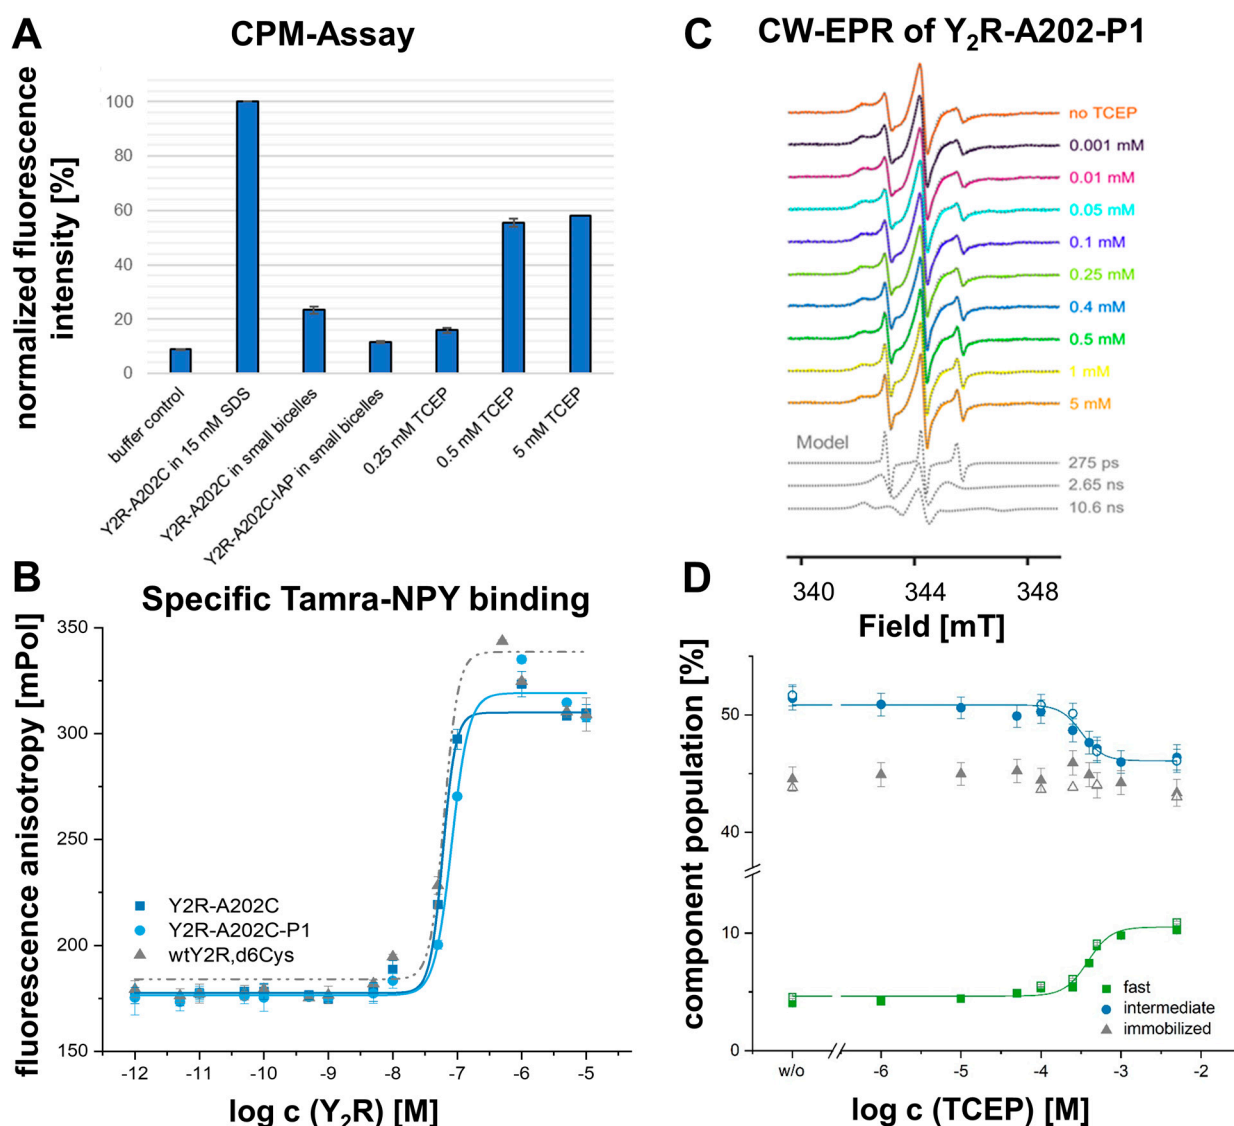 A
CPM-Assay
normalized fluorescence
intensity [%]
100
80
60
40
20
0
buffer control
Y2R-A202C in 15 mM SDS
Y2R-A202C in small bicelles
Y2R-A202C-IAP in small bicelles
0.25 mM TCEP
0.5 mM TCEP
5 mM TCEP
C
CW-EPR of Y₂R-A202-P1
no TCEP
0.001 mM
0.01 mM
0.05 mM
0.1 mM
0.25 mM
0.4 mM
0.5 mM
1 mM
5 mM
Model
275 ps
2.65 ns
10.6 ns
340 344 348
Field [mT]
B
Specific Tamra-NPY binding
fluorescence anisotropy [mPol]
350
300
250
200
150
Y2R-A202C
Y2R-A202C-P1
wtY2R,d6Cys
-12 -11 -10 -9 -8 -7 -6 -5
log c (Y₂R) [M]
D
component population [%]
50
40
10
0
fast
intermediate
immobilized
w/o -6 -5 -4 -3 -2
log c (TCEP) [M]